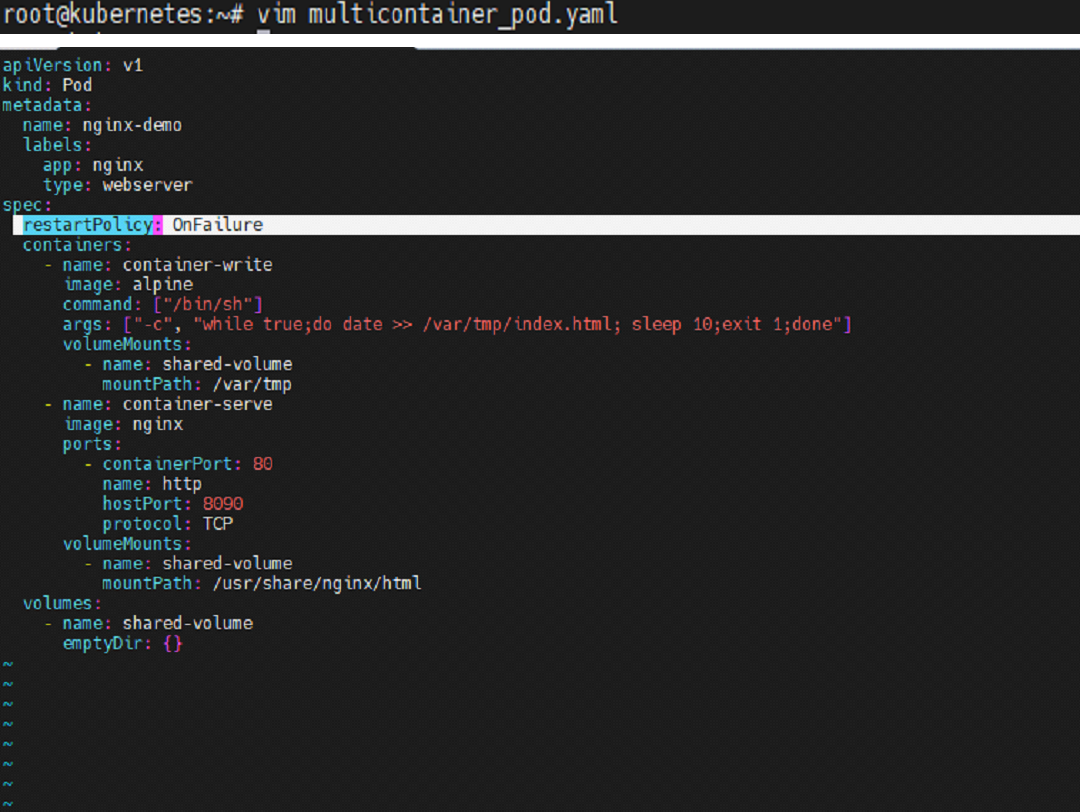 root@kubernetes:~# vim multicontainer_pod.yaml
apiVersion: v1
kind: Pod
metadata:
  name: nginx-demo
  labels:
    app: nginx
    type: webserver
spec:
  restartPolicy: OnFailure
  containers:
    - name: container-write
      image: alpine
      command: ["/bin/sh"]
      args: ["-c", "while true;do date >> /var/tmp/index.html; sleep 10;exit 1;done"]
      volumeMounts:
        - name: shared-volume
          mountPath: /var/tmp
    - name: container-serve
      image: nginx
      ports:
        - containerPort: 80
          name: http
          hostPort: 8090
          protocol: TCP
      volumeMounts:
        - name: shared-volume
          mountPath: /usr/share/nginx/html
  volumes:
    - name: shared-volume
      emptyDir: {}
~
~
~
~
~
~
~
~